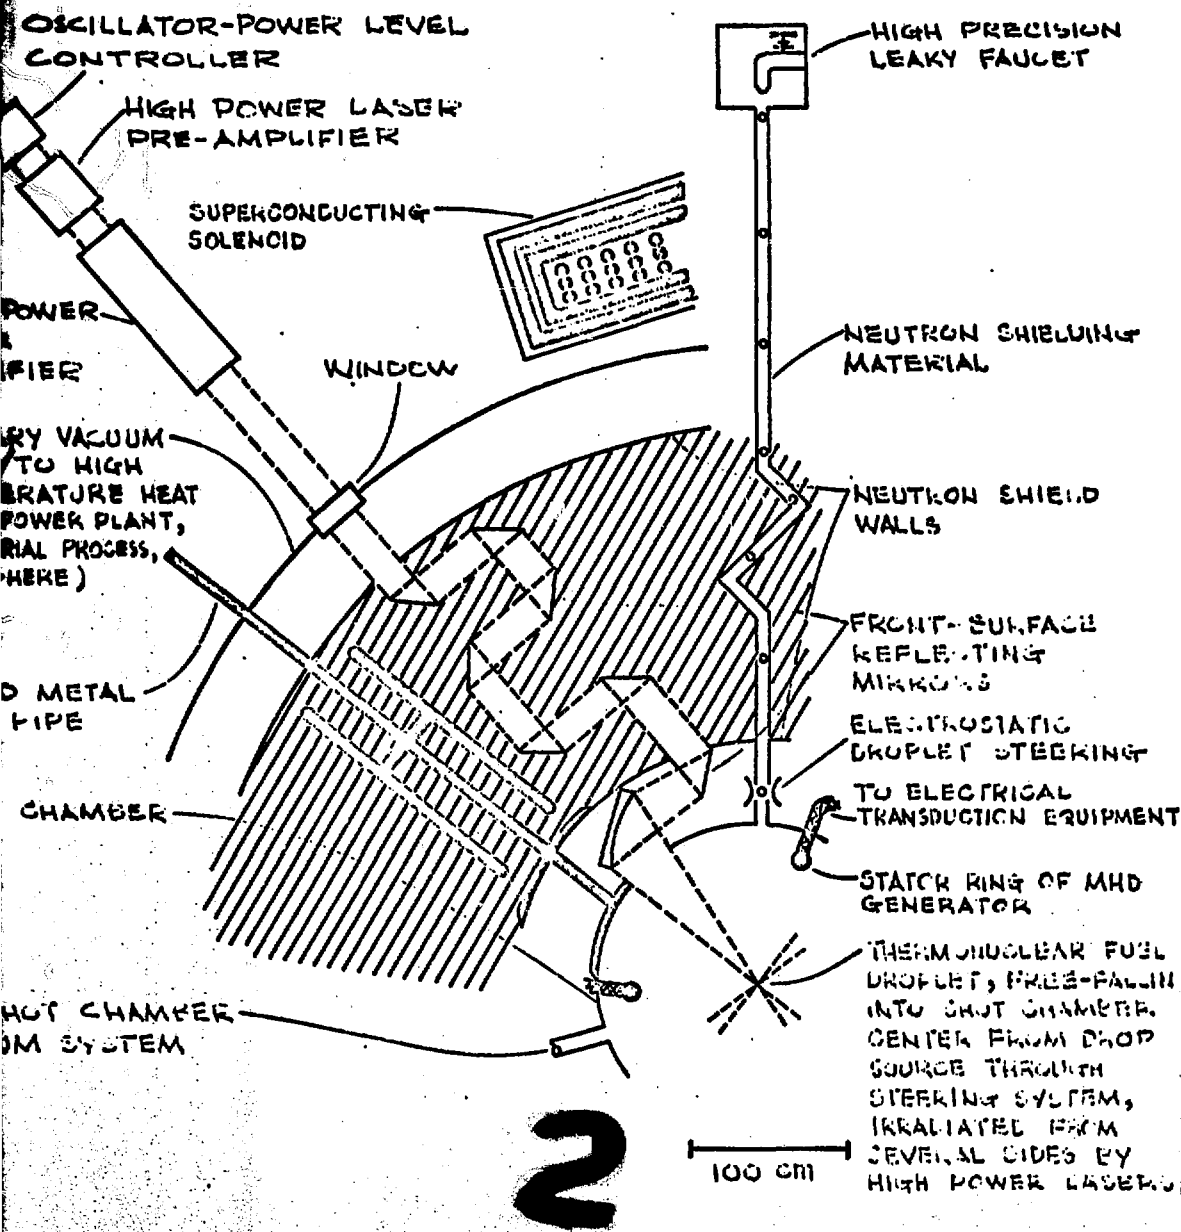 OSCILLATOR-POWER LEVEL
CONTROLLER
HIGH POWER LASER
PRE-AMPLIFIER
SUPERCONDUCTING
SOLENOID
POWER
IFIER
WINDOW
RY VACUUM
TO HIGH
ERATURE HEAT
POWER PLANT,
RIAL PROCESS,
HERE)
D METAL
PIPE
CHAMBER
HOT CHAMBER
OM SYSTEM
HIGH PRECISION
LEAKY FAUCET
NEUTRON SHIELDING
MATERIAL
NEUTRON SHIELD
WALLS
FRONT-SURFACE
REFLECTING
MIRRORS
ELECTROSTATIC
DROPLET STEERING
TO ELECTRICAL
TRANSDUCTION EQUIPMENT
STATOR RING OF MHD
GENERATOR
THERMONUCLEAR FUEL
DROPLET, FREE-FALLIN
INTO SHOT CHAMBER
CENTER FROM DROP
SOURCE THROUGH
STEERING SYSTEM,
IRRADIATED FROM
SEVERAL SIDES BY
HIGH POWER LASERS
100 cm
2